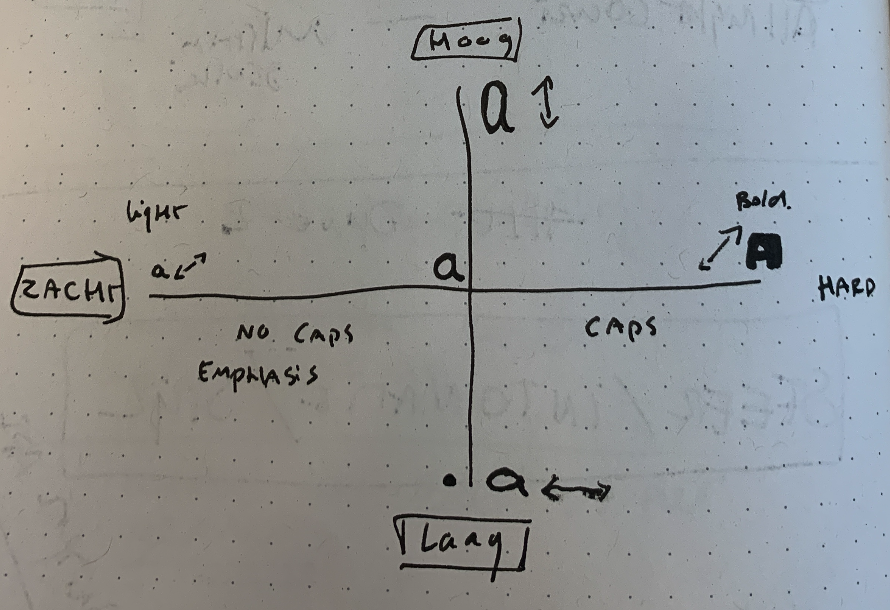 Hoog
a
light
Bold.
a
A
a
ZACHT
HARD
NO CAPS
CAPS
EMPHASIS
a
Laag